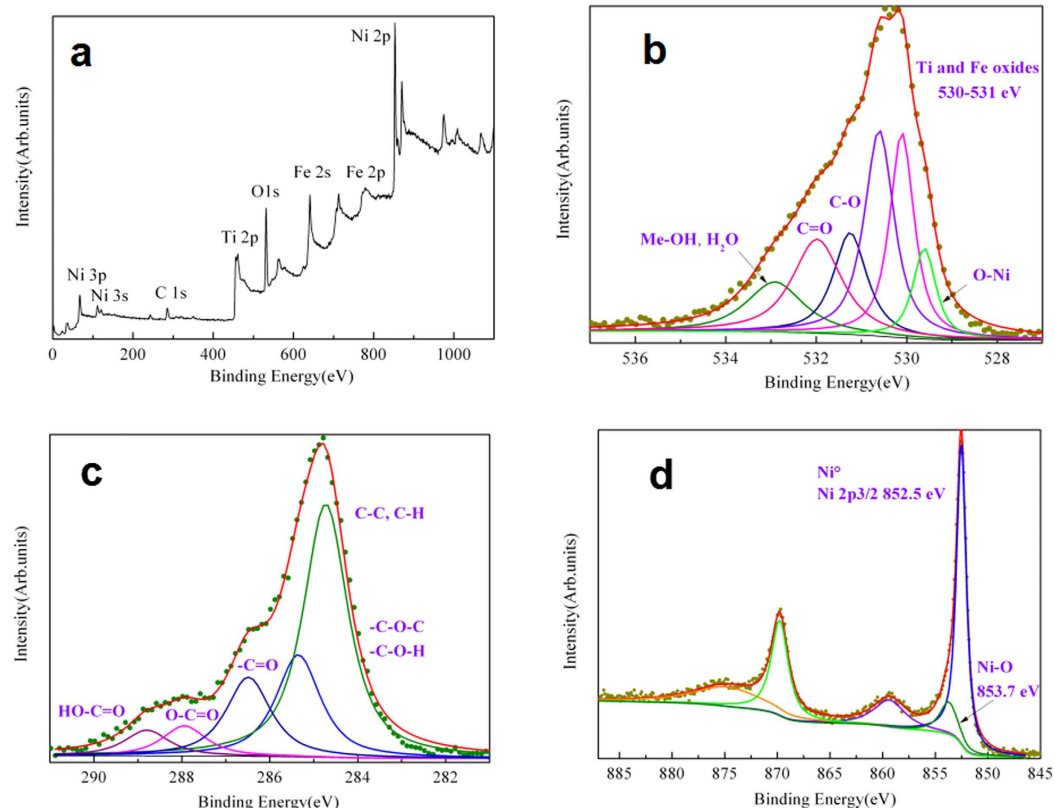 a
Ni 2p
Fe 2s
Fe 2p
O1s
Ti 2p
Ni 3p
Ni 3s
C 1s
Intensity(Arb.units)
0 200 400 600 800 1000
Binding Energy(eV)
b
Ti and Fe oxides
530-531 eV
C-O
C=O
Me-OH, H₂O
O-Ni
Intensity(Arb.units)
536 534 532 530 528
Binding Energy(eV)
c
C-C, C-H
-C-O-C
-C-O-H
-C=O
HO-C=O
O-C=O
Intensity(Arb.units)
290 288 286 284 282
Binding Energy(eV)
d
Ni°
Ni 2p3/2 852.5 eV
Ni-O
853.7 eV
Intensity(Arb.units)
885 880 875 870 865 860 855 850 845
Binding Energy(eV)